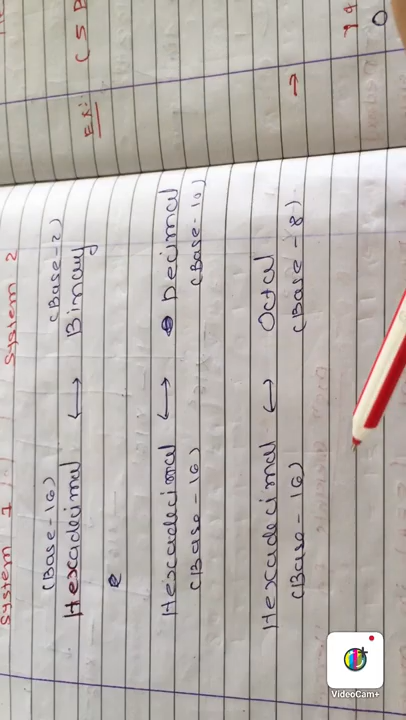 System 1 System 2
(Base-16) (Base-2)
Hexadecimal ↔ Binary
Hexadecimal ↔ Decimal
(Base-16) (Base-10)
Hexadecimal ↔ Octal
(Base-16) (Base-8)
Ex:
→
VideoCam+